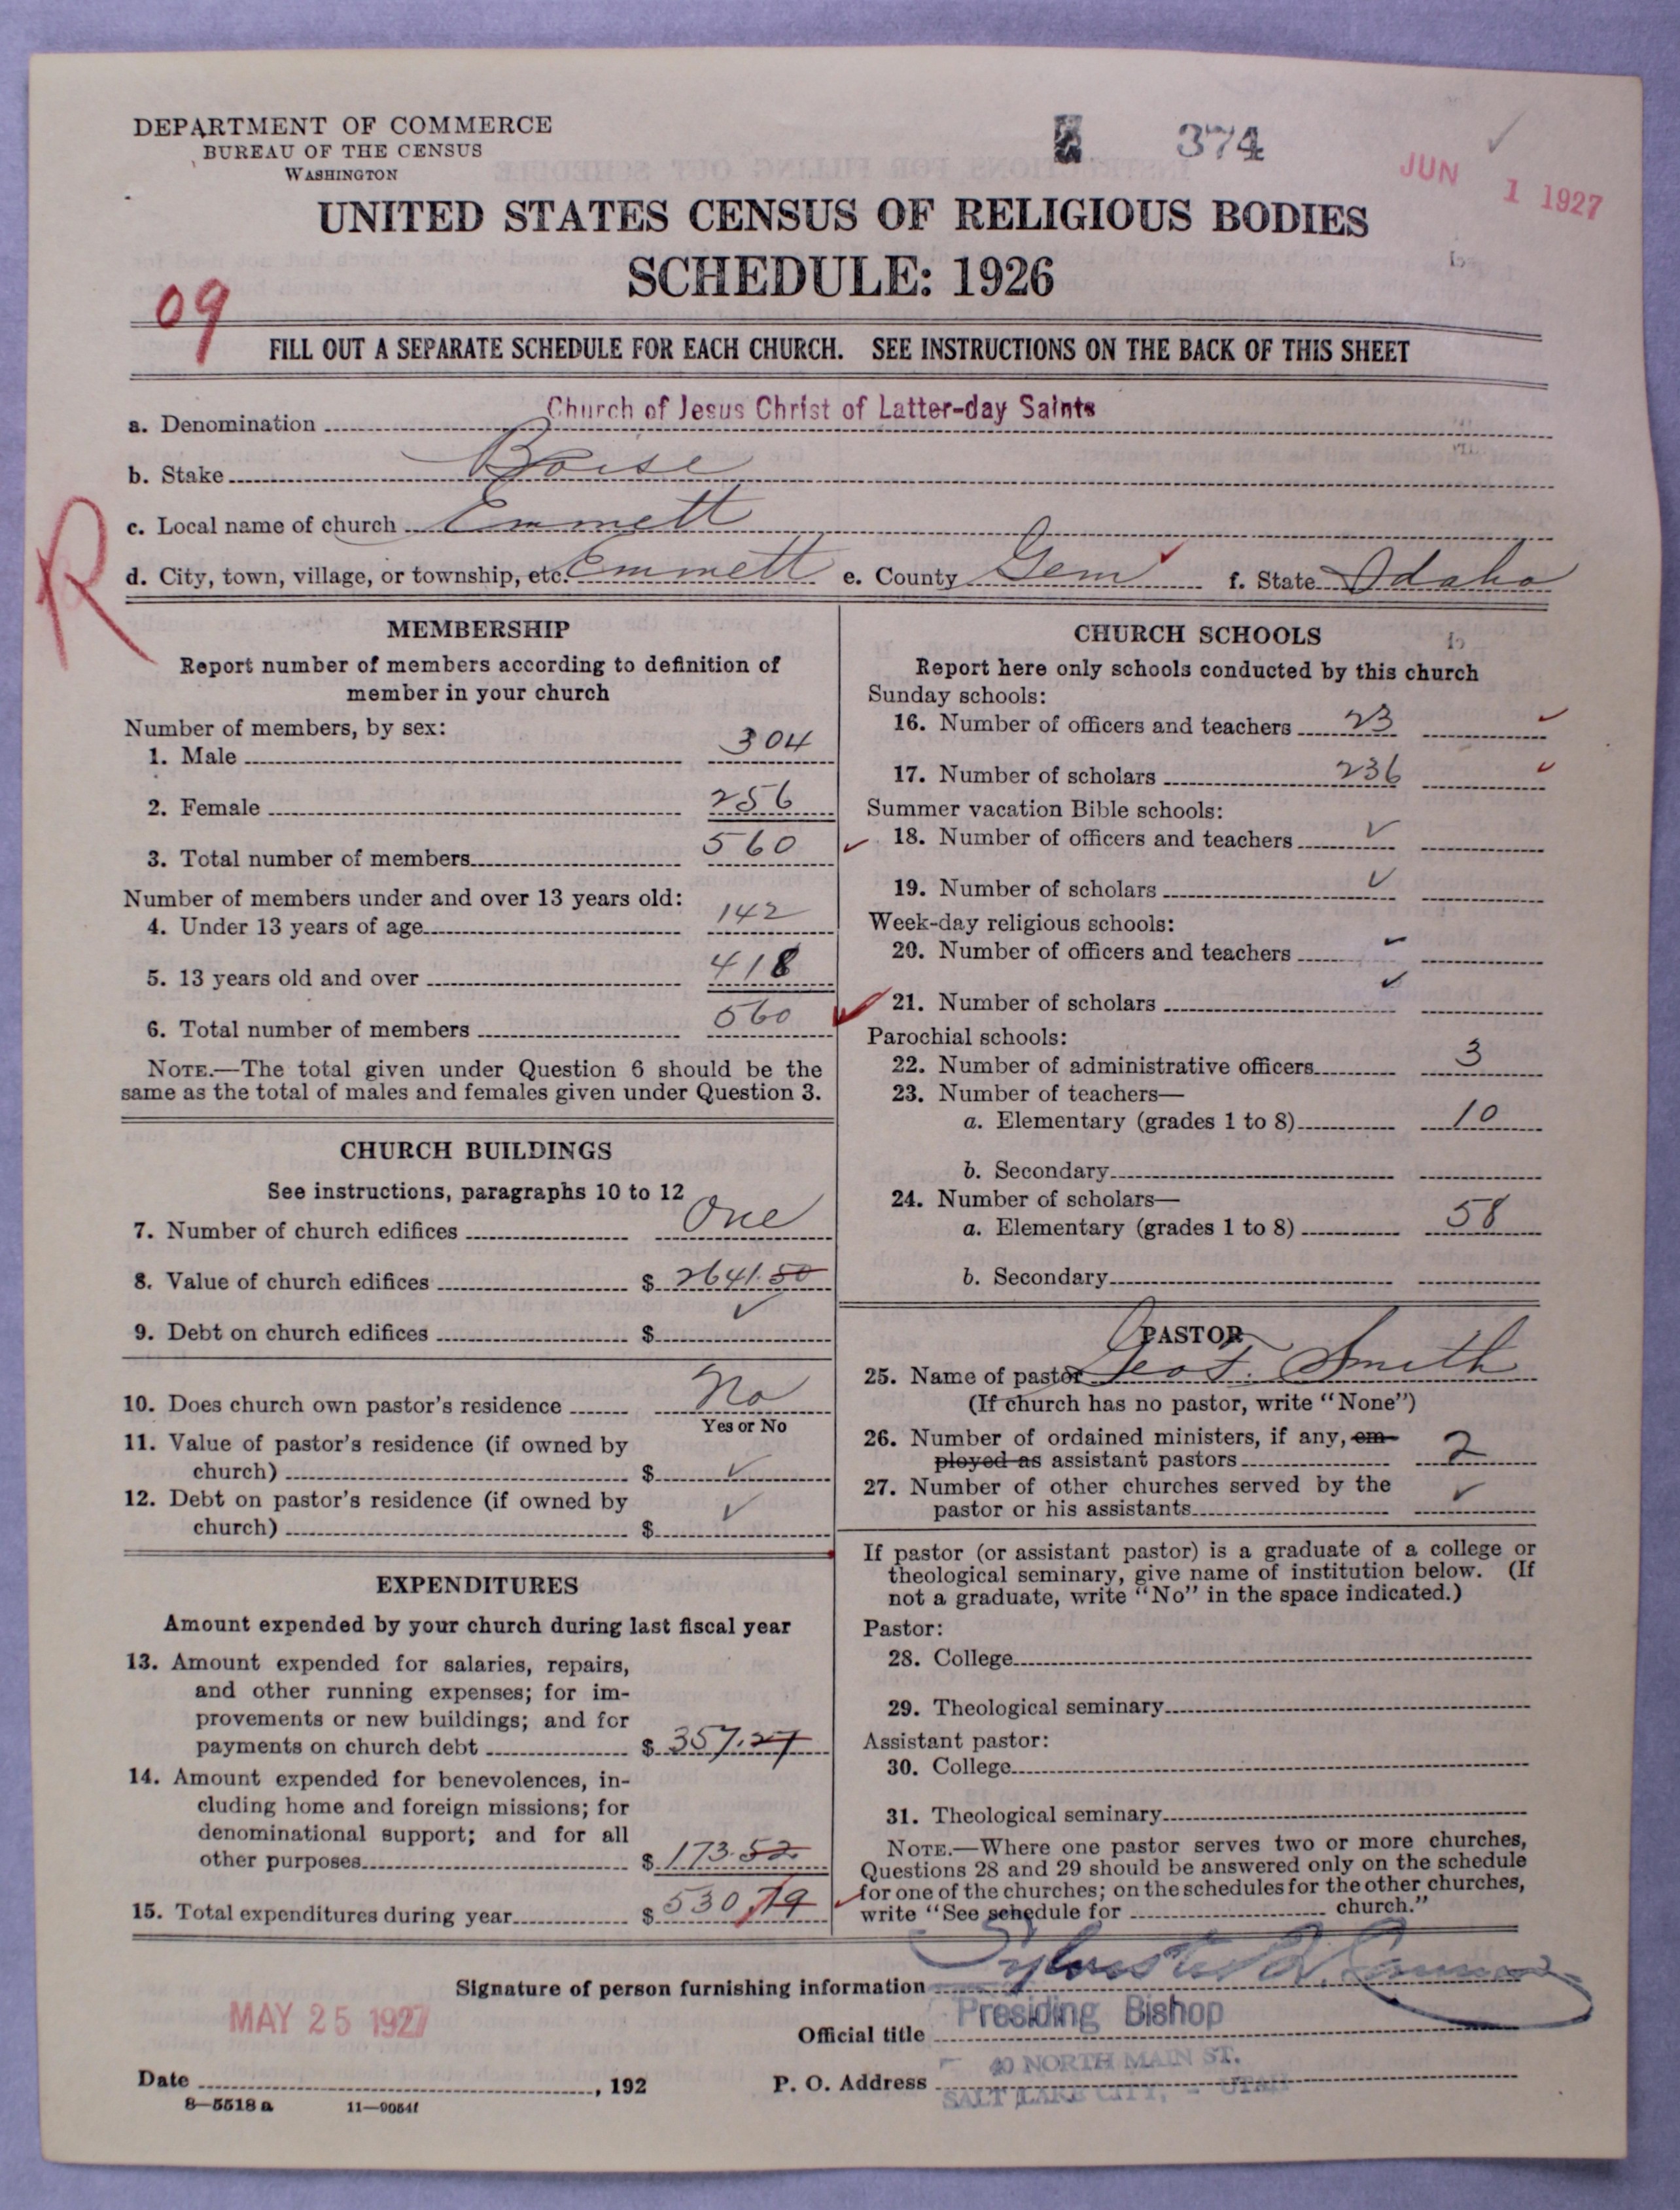 DEPARTMENT OF COMMERCE
BUREAU OF THE CENSUS
WASHINGTON
374
JUN 1 1927
UNITED STATES CENSUS OF RELIGIOUS BODIES
SCHEDULE: 1926
09
FILL OUT A SEPARATE SCHEDULE FOR EACH CHURCH. SEE INSTRUCTIONS ON THE BACK OF THIS SHEET
a. Denomination Church of Jesus Christ of Latter-day Saints
b. Stake Boise
c. Local name of church Emmett
R
d. City, town, village, or township, etc. Emmett e. County Gem f. State Idaho
MEMBERSHIP
Report number of members according to definition of
member in your church
Number of members, by sex:
1. Male 304
2. Female 256
3. Total number of members 560
Number of members under and over 13 years old:
4. Under 13 years of age 142
5. 13 years old and over 418
6. Total number of members 560
NOTE.—The total given under Question 6 should be the
same as the total of males and females given under Question 3.
CHURCH BUILDINGS
See instructions, paragraphs 10 to 12
7. Number of church edifices One
8. Value of church edifices $ 2641.50
9. Debt on church edifices $ ✓
10. Does church own pastor's residence No
Yes or No
11. Value of pastor's residence (if owned by
church) $ ✓
12. Debt on pastor's residence (if owned by
church) $ ✓
EXPENDITURES
Amount expended by your church during last fiscal year
13. Amount expended for salaries, repairs,
and other running expenses; for im-
provements or new buildings; and for
payments on church debt $ 357.27
14. Amount expended for benevolences, in-
cluding home and foreign missions; for
denominational support; and for all
other purposes $ 173.52
15. Total expenditures during year $ 530 79
CHURCH SCHOOLS
Report here only schools conducted by this church
Sunday schools:
16. Number of officers and teachers 23 ✓
17. Number of scholars 236 ✓
Summer vacation Bible schools:
18. Number of officers and teachers ✓
19. Number of scholars ✓
Week-day religious schools:
20. Number of officers and teachers ✓
21. Number of scholars ✓
Parochial schools:
22. Number of administrative officers 3
23. Number of teachers—
a. Elementary (grades 1 to 8) 10
b. Secondary
24. Number of scholars—
a. Elementary (grades 1 to 8) 58
b. Secondary
PASTOR
25. Name of pastor Geo. F. Smith
(If church has no pastor, write "None")
26. Number of ordained ministers, if any, em-
ployed as assistant pastors 2
27. Number of other churches served by the
pastor or his assistants ✓
If pastor (or assistant pastor) is a graduate of a college or
theological seminary, give name of institution below. (If
not a graduate, write "No" in the space indicated.)
Pastor:
28. College
29. Theological seminary
Assistant pastor:
30. College
31. Theological seminary
NOTE.—Where one pastor serves two or more churches,
Questions 28 and 29 should be answered only on the schedule
for one of the churches; on the schedules for the other churches,
write "See schedule for church."
Signature of person furnishing information Sylvester Q. Cannon
MAY 25 1927
Official title Presiding Bishop
Date , 192
P. O. Address 40 NORTH MAIN ST.
SALT LAKE CITY, - UTAH
8—5518 a 11—9054f